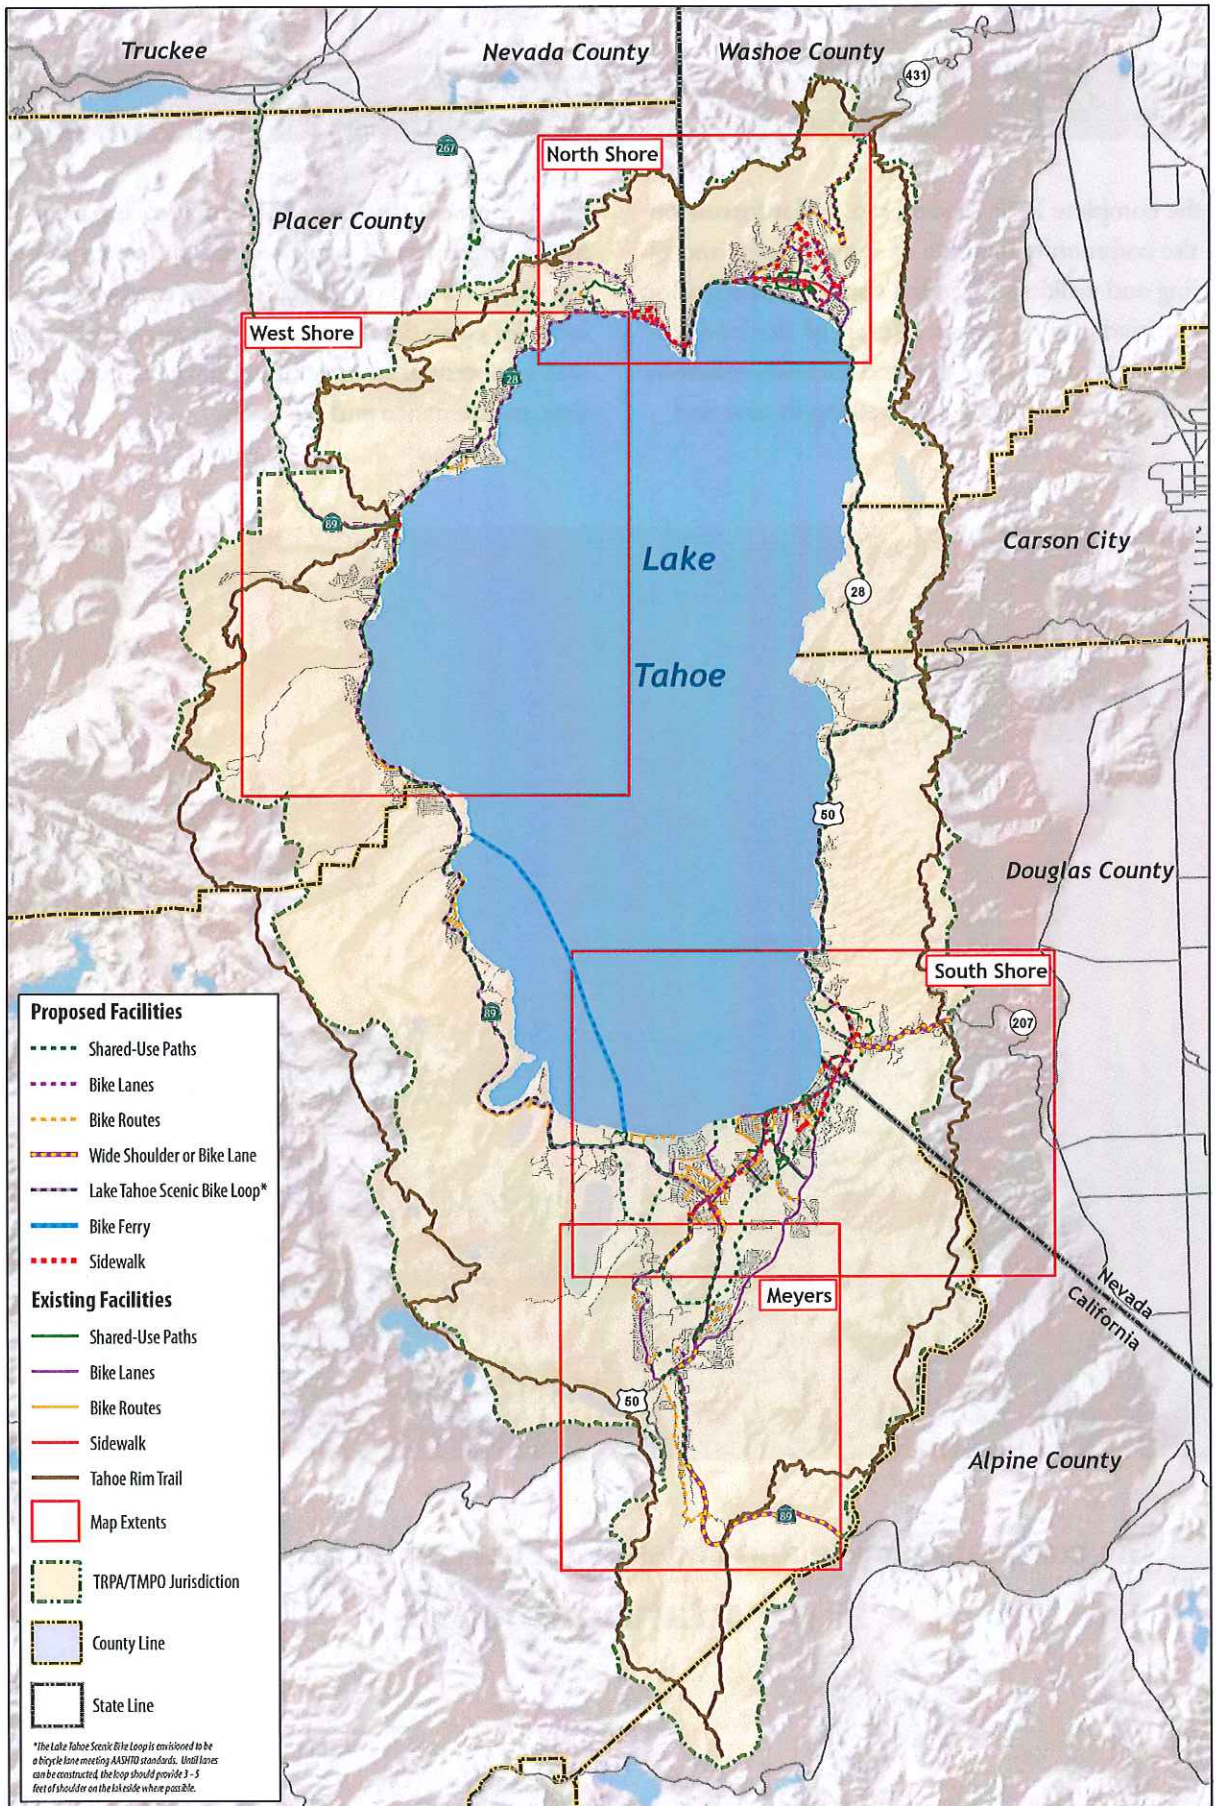 Truckee
Nevada County
Washoe County
431
267
North Shore
Placer County
West Shore
28
89
Lake
Tahoe
Carson City
28
50
Douglas County
South Shore
207
89
Nevada
California
Meyers
50
Alpine County
89
Proposed Facilities
Shared-Use Paths
Bike Lanes
Bike Routes
Wide Shoulder or Bike Lane
Lake Tahoe Scenic Bike Loop*
Bike Ferry
Sidewalk
Existing Facilities
Shared-Use Paths
Bike Lanes
Bike Routes
Sidewalk
Tahoe Rim Trail
Map Extents
TRPA/TMPO Jurisdiction
County Line
State Line
*The Lake Tahoe Scenic Bike Loop is envisioned to be
a bicycle lane meeting AASHTO standards. Until lanes
can be constructed, the loop should provide 3 - 5
feet of shoulder on the lakeside where possible.